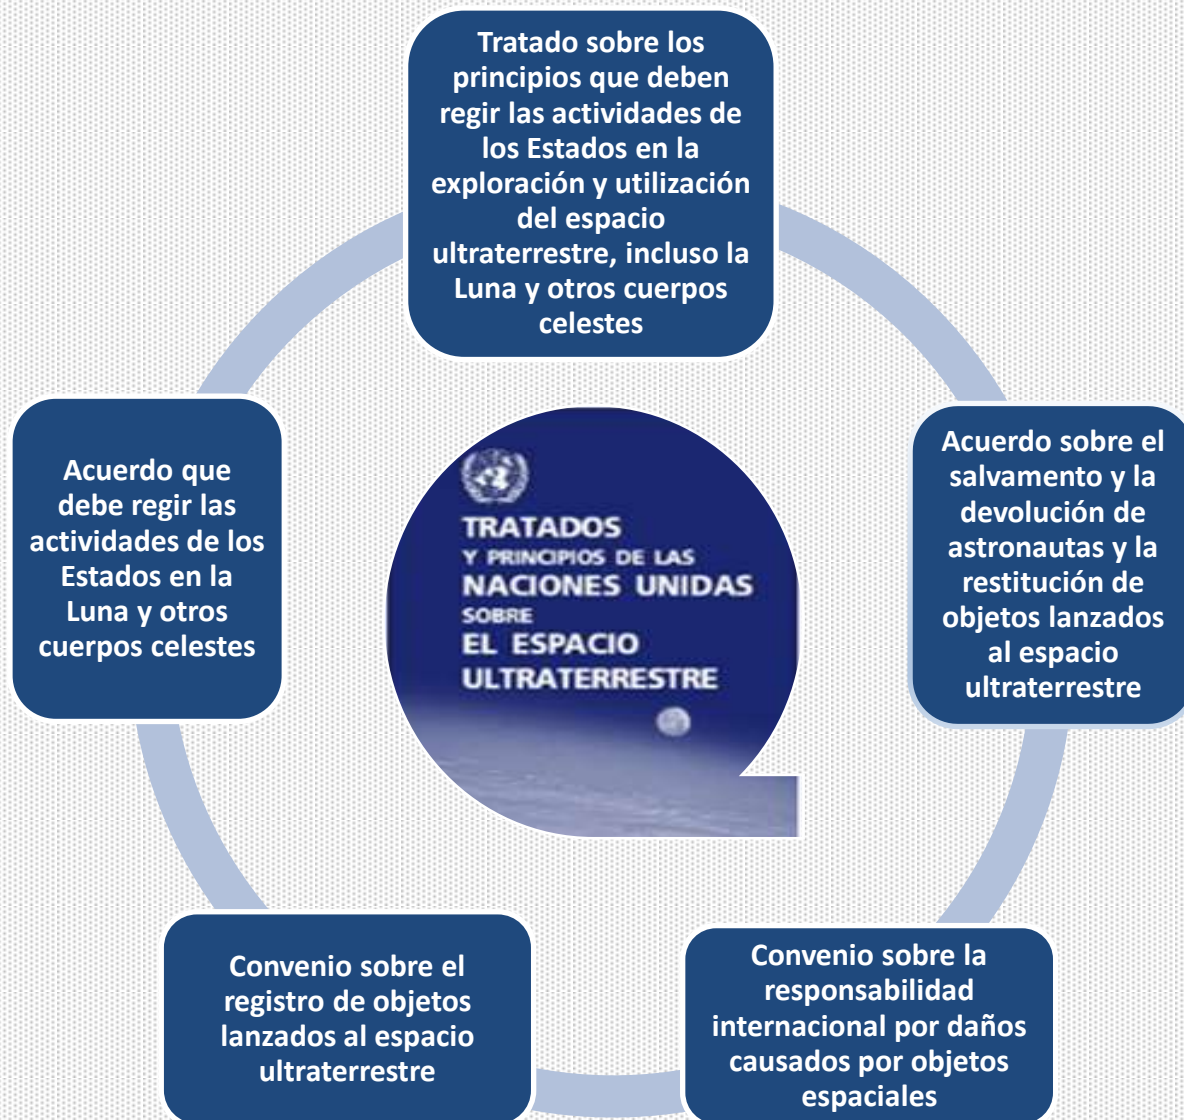 Tratado sobre los
principios que deben
regir las actividades de
los Estados en la
exploración y utilización
del espacio
ultraterrestre, incluso la
Luna y otros cuerpos
celestes
Acuerdo sobre el
salvamento y la
devolución de
astronautas y la
restitución de
objetos lanzados
al espacio
ultraterrestre
Convenio sobre la
responsabilidad
internacional por daños
causados por objetos
espaciales
Convenio sobre el
registro de objetos
lanzados al espacio
ultraterrestre
Acuerdo que
debe regir las
actividades de los
Estados en la
Luna y otros
cuerpos celestes
TRATADOS
Y PRINCIPIOS DE LAS
NACIONES UNIDAS
SOBRE
EL ESPACIO
ULTRATERRESTRE